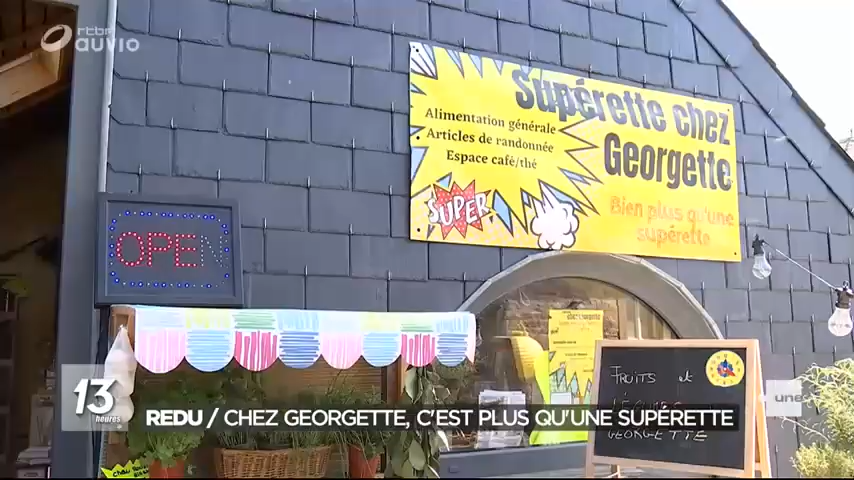 rtbf
auvio
Supérette chez
Georgette
Alimentation générale
Articles de randonnée
Espace café/thé
SUPER
Bien plus qu'une
supérette
OPEN
FRUITS et
LÉGUMES
GEORGETTE
13
heures
REDU / CHEZ GEORGETTE, C'EST PLUS QU'UNE SUPÉRETTE
une